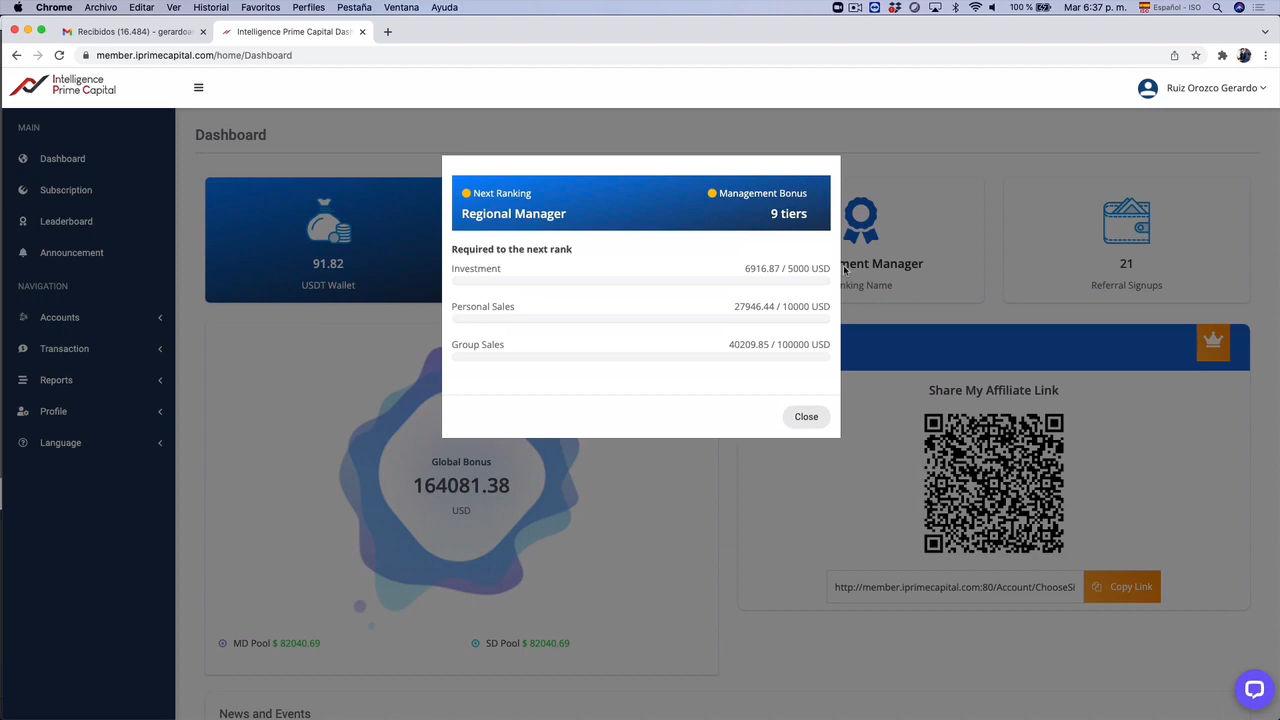 Chrome Archivo Editar Ver Historial Favoritos Perfiles Pestaña Ventana Ayuda
100 % Mar 6:37 p. m. Español - ISO
Recibidos (16.484) - gerardoa
Intelligence Prime Capital Das
member.iprimecapital.com/home/Dashboard
Intelligence
Prime Capital
Ruiz Orozco Gerardo
MAIN
Dashboard
Subscription
Leaderboard
Announcement
NAVIGATION
Accounts
Transaction
Reports
Profile
Language
Dashboard
91.82
USDT Wallet
Next Ranking
Management Bonus
Regional Manager
9 tiers
Required to the next rank
Investment
6916.87 / 5000 USD
Personal Sales
27946.44 / 10000 USD
Group Sales
40209.85 / 100000 USD
Close
ment Manager
nking Name
21
Referral Signups
Global Bonus
164081.38
USD
MD Pool $ 82040.69
SD Pool $ 82040.69
Share My Affiliate Link
http://member.iprimecapital.com:80/Account/ChooseSi
Copy Link
News and Events